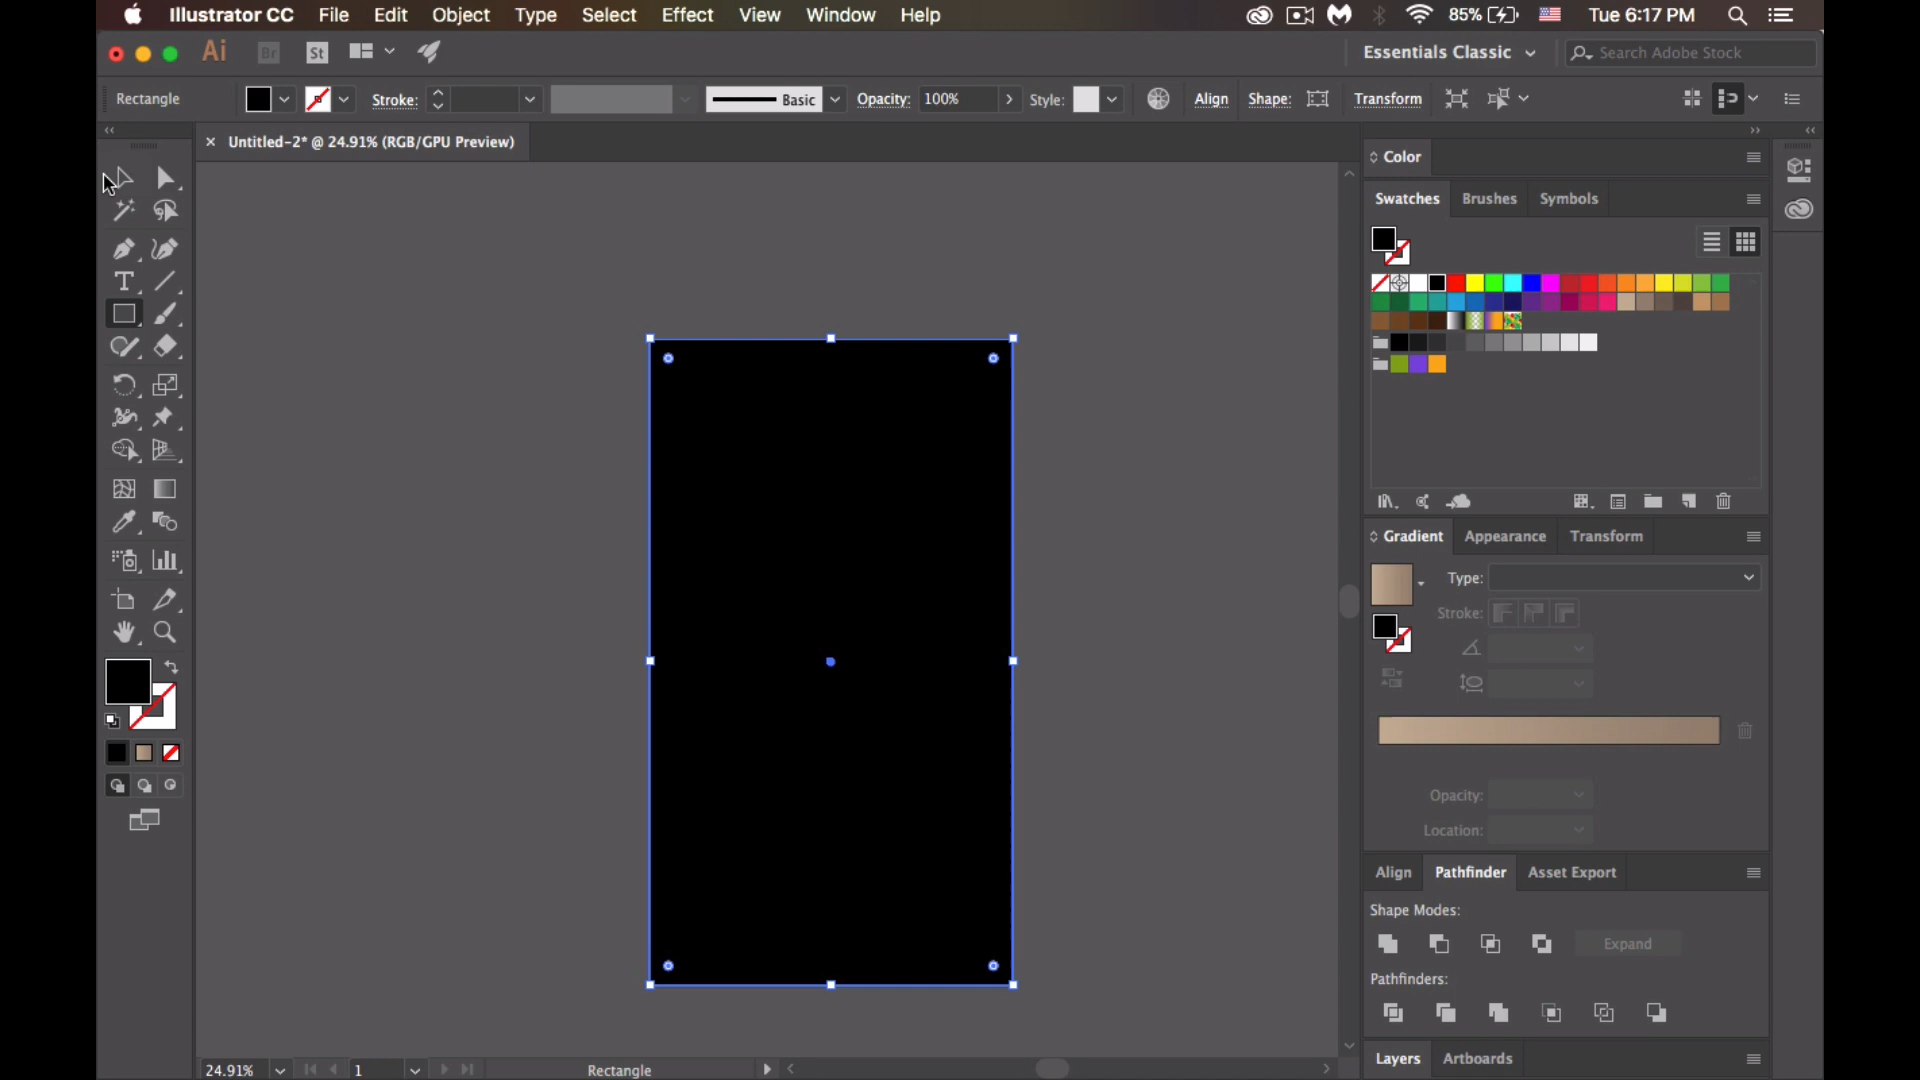 Illustrator CC File Edit Object Type Select Effect View Window Help 85% Tue 6:17 PM
Ai Br St Essentials Classic Search Adobe Stock
Rectangle Stroke: Basic Opacity: 100% Style: Align Shape: Transform
Untitled-2* @ 24.91% (RGB/GPU Preview)
Color
Swatches Brushes Symbols
Gradient Appearance Transform
Type:
Stroke:
Opacity:
Location:
Align Pathfinder Asset Export
Shape Modes:
Expand
Pathfinders:
Layers Artboards
24.91% 1 Rectangle